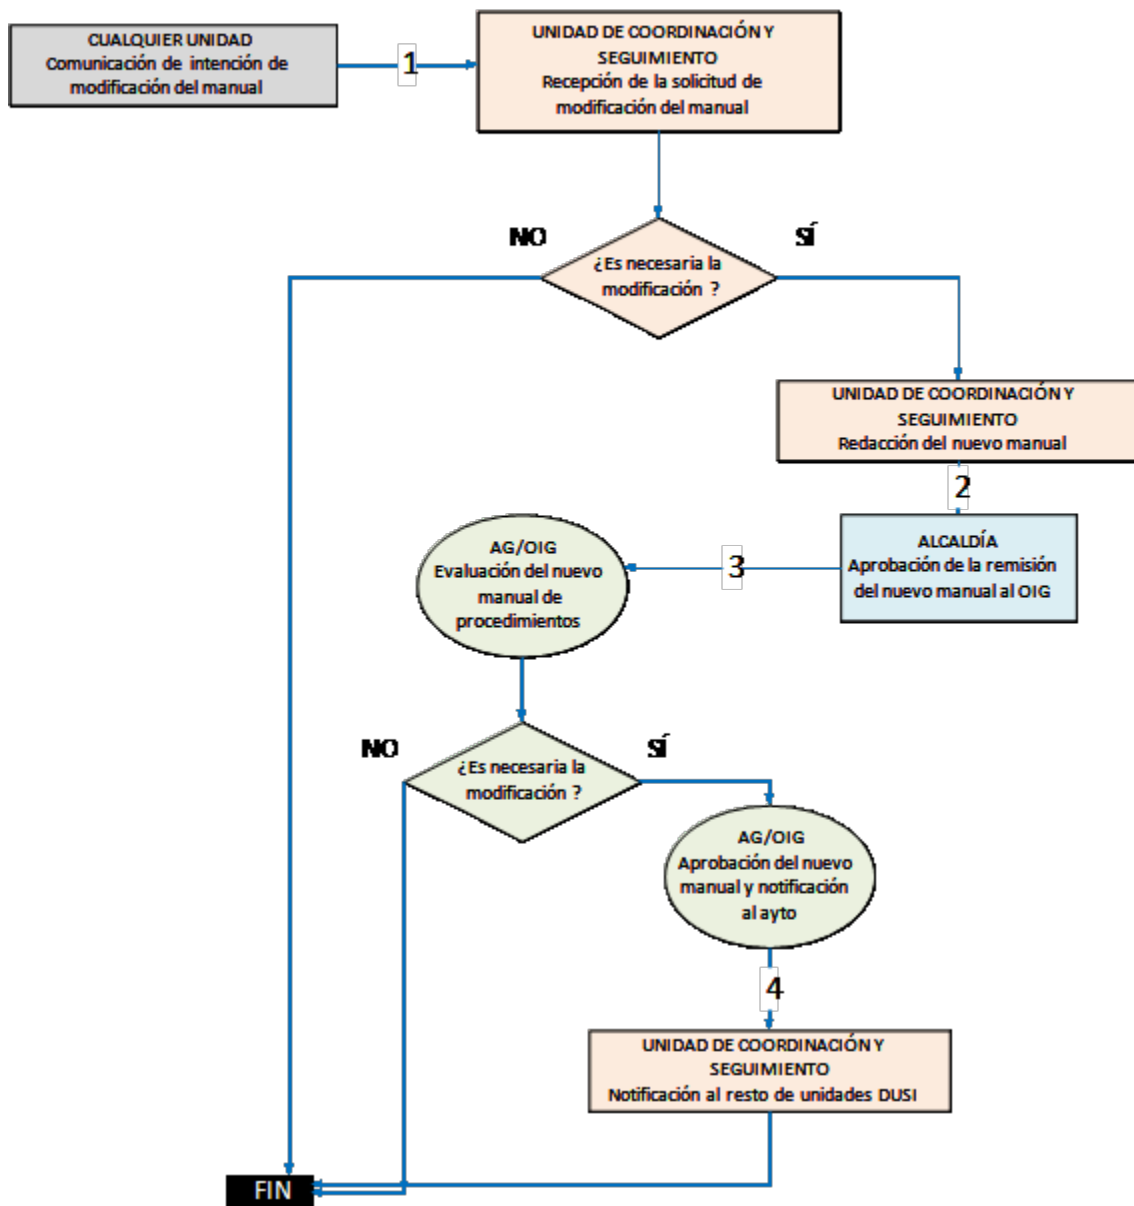 CUALQUIER UNIDAD
Comunicación de intención de
modificación del manual
1
UNIDAD DE COORDINACIÓN Y
SEGUIMIENTO
Recepción de la solicitud de
modificación del manual
NO
SÍ
¿Es necesaria la
modificación ?
UNIDAD DE COORDINACIÓN Y
SEGUIMIENTO
Redacción del nuevo manual
2
ALCALDÍA
Aprobación de la remisión
del nuevo manual al OIG
3
AG/OIG
Evaluación del nuevo
manual de
procedimientos
NO
SÍ
¿Es necesaria la
modificación ?
AG/OIG
Aprobación del nuevo
manual y notificación
al ayto
4
UNIDAD DE COORDINACIÓN Y
SEGUIMIENTO
Notificación al resto de unidades DUSI
FIN